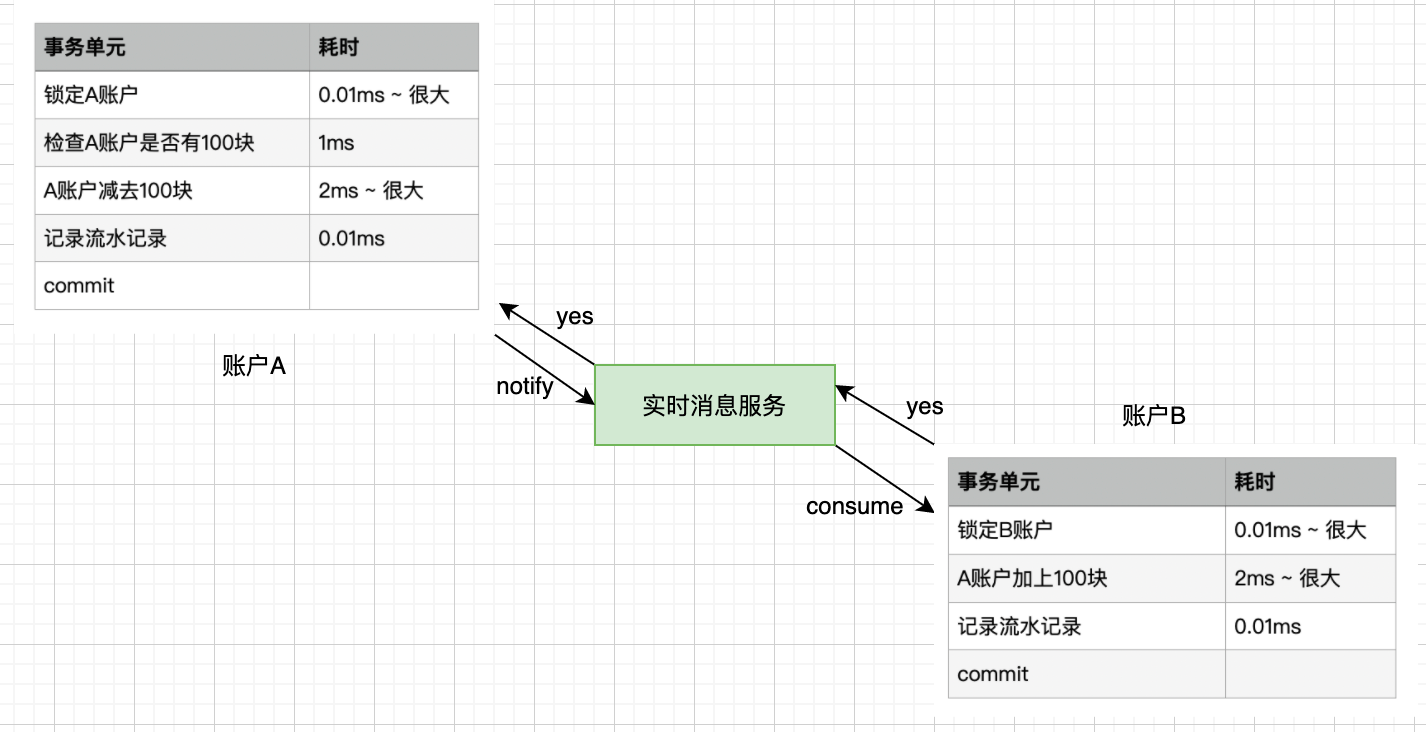 事务单元 耗时
锁定A账户 0.01ms ~ 很大
检查A账户是否有100块 1ms
A账户减去100块 2ms ~ 很大
记录流水记录 0.01ms
commit
账户A
yes
notify
实时消息服务
yes
consume
账户B
事务单元 耗时
锁定B账户 0.01ms ~ 很大
A账户加上100块 2ms ~ 很大
记录流水记录 0.01ms
commit